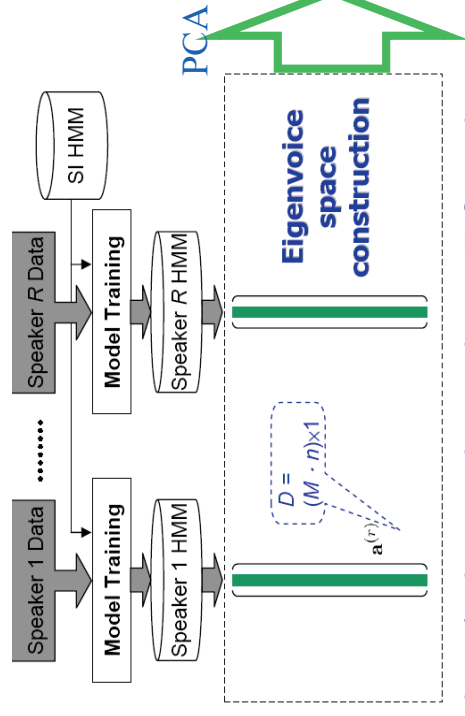 Speaker 1 Data
........
Speaker R Data
SI HMM
Model Training
Model Training
Speaker 1 HMM
Speaker R HMM
D =
(M · n)×1
a(r)
Eigenvoice
space
construction
PCA